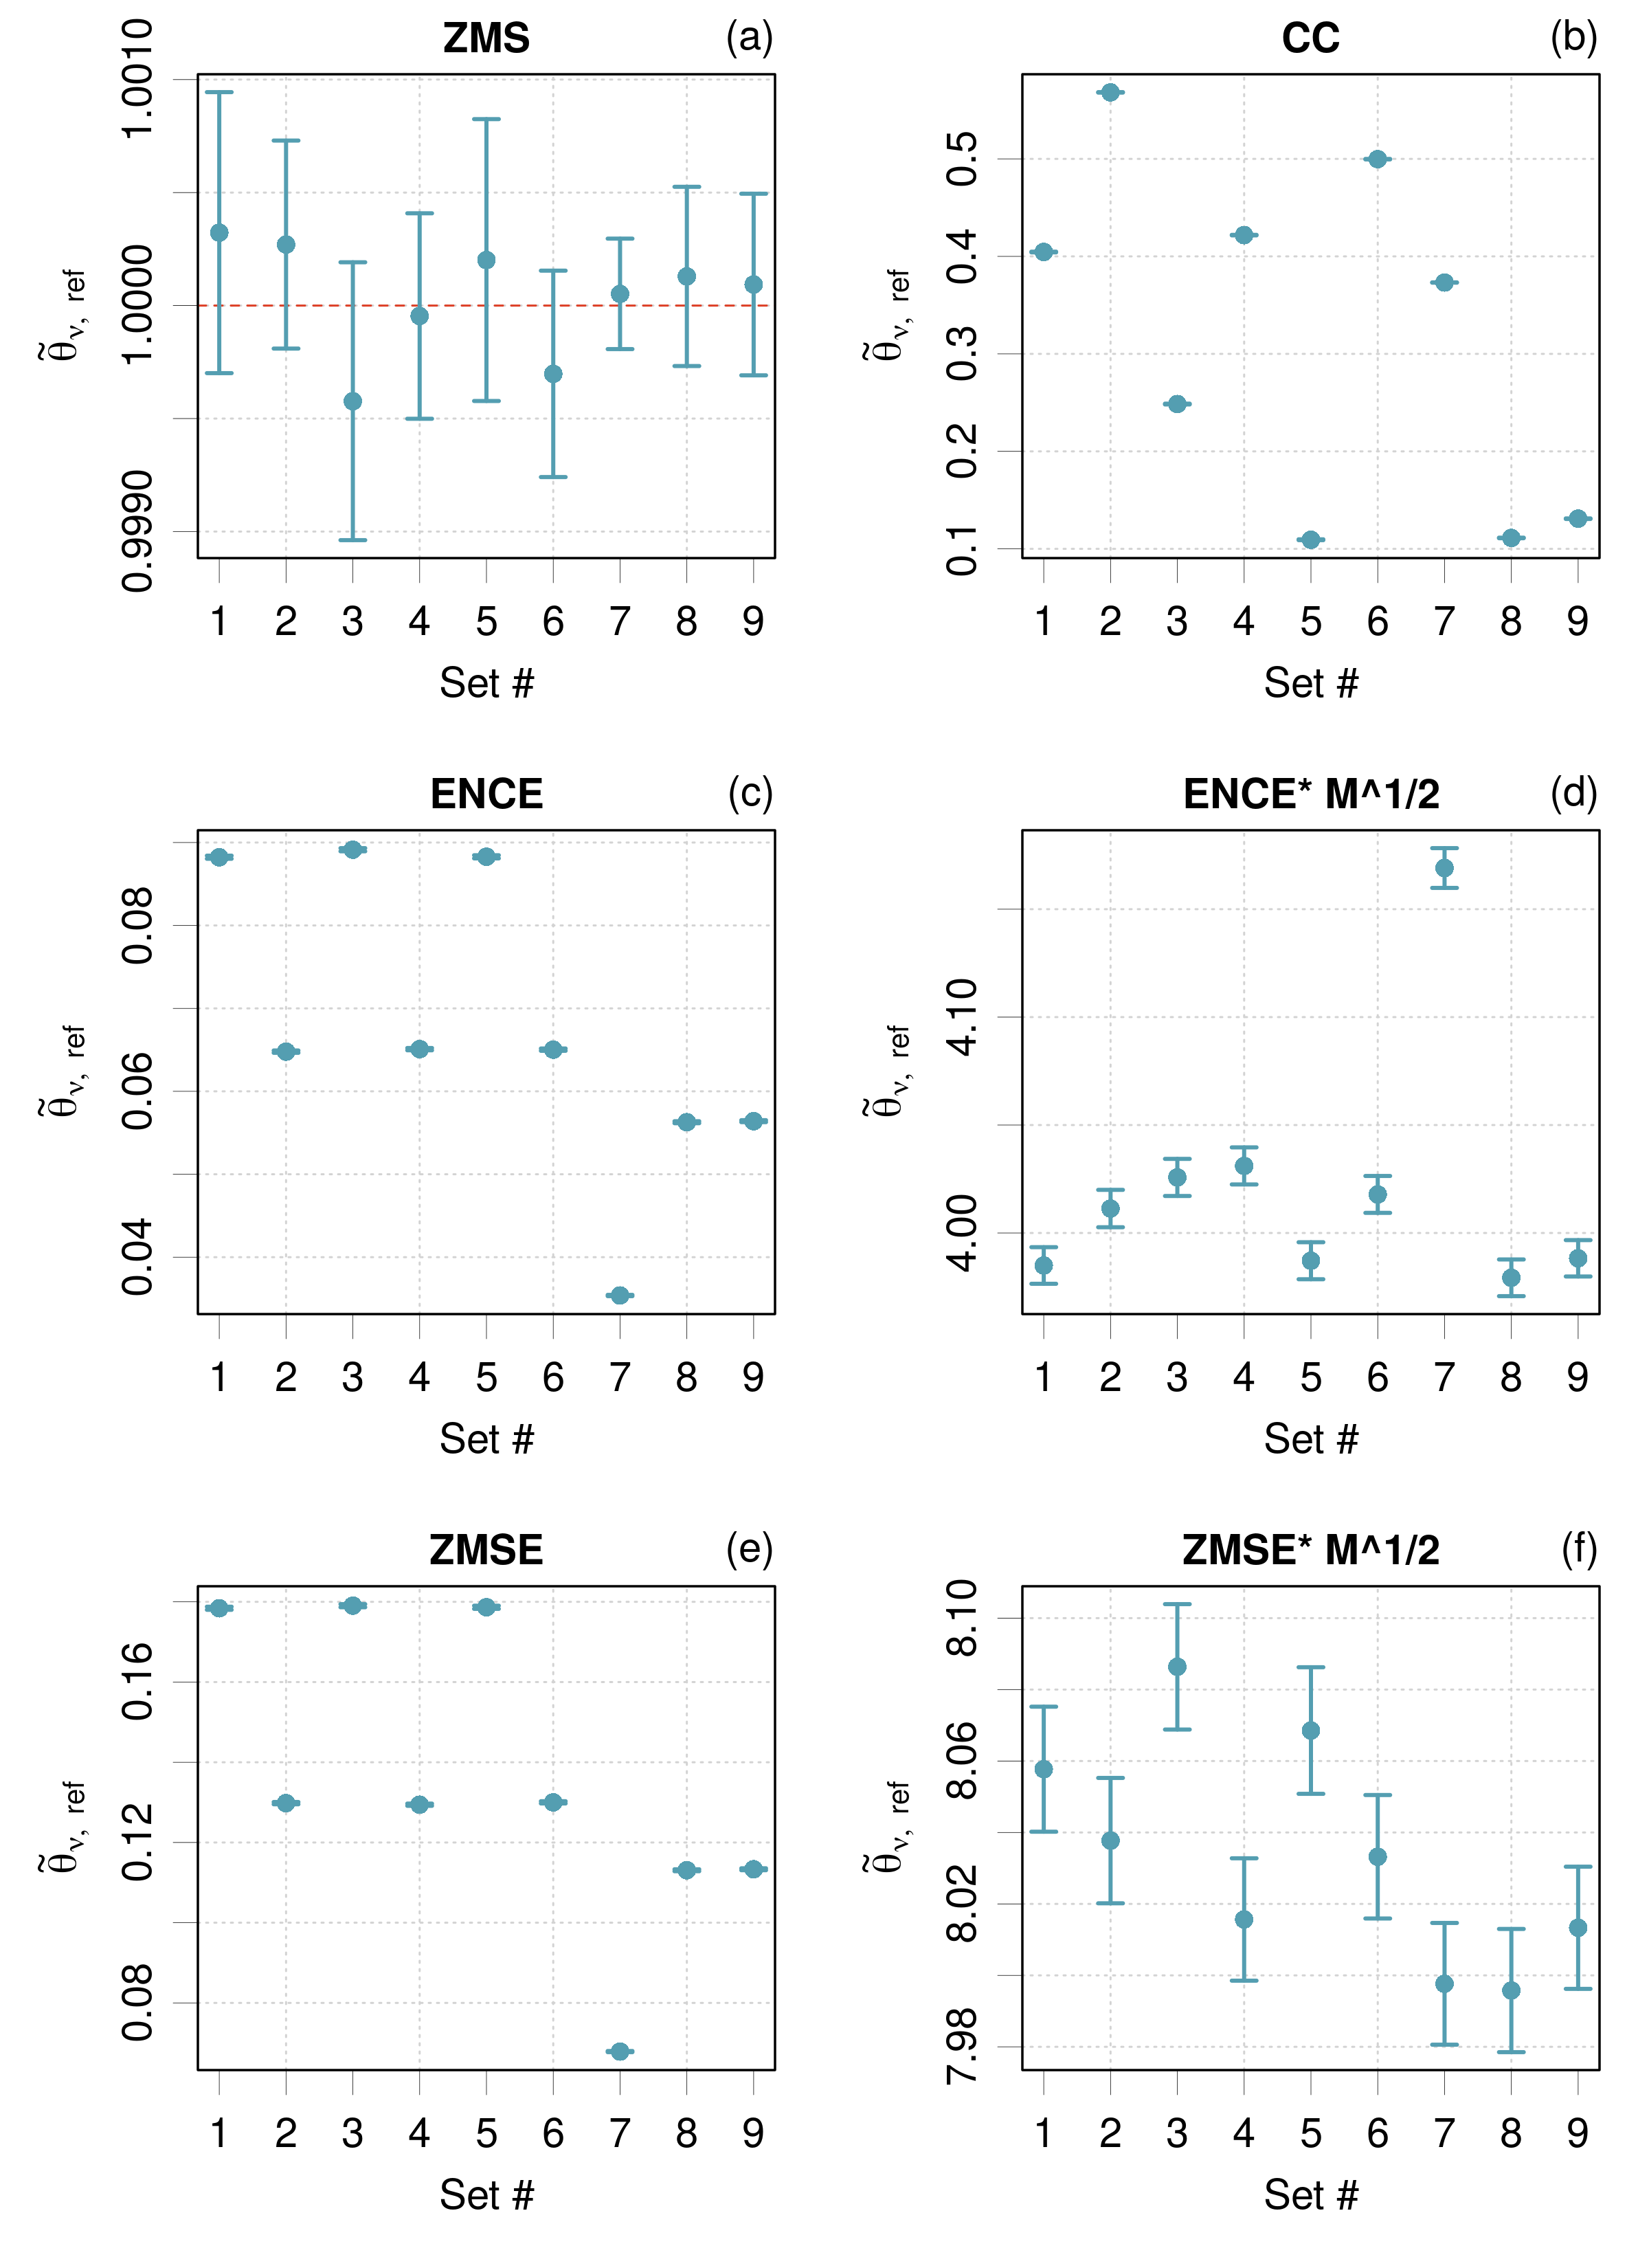 ZMS (a)
1.0010
1.0000
0.9990
θ̃ν, ref
1 2 3 4 5 6 7 8 9
Set #
CC (b)
0.5
0.4
0.3
0.2
0.1
θ̃ν, ref
1 2 3 4 5 6 7 8 9
Set #
ENCE (c)
0.08
0.06
0.04
θ̃ν, ref
1 2 3 4 5 6 7 8 9
Set #
ENCE* M^1/2 (d)
4.10
4.00
θ̃ν, ref
1 2 3 4 5 6 7 8 9
Set #
ZMSE (e)
0.16
0.12
0.08
θ̃ν, ref
1 2 3 4 5 6 7 8 9
Set #
ZMSE* M^1/2 (f)
8.10
8.06
8.02
7.98
θ̃ν, ref
1 2 3 4 5 6 7 8 9
Set #